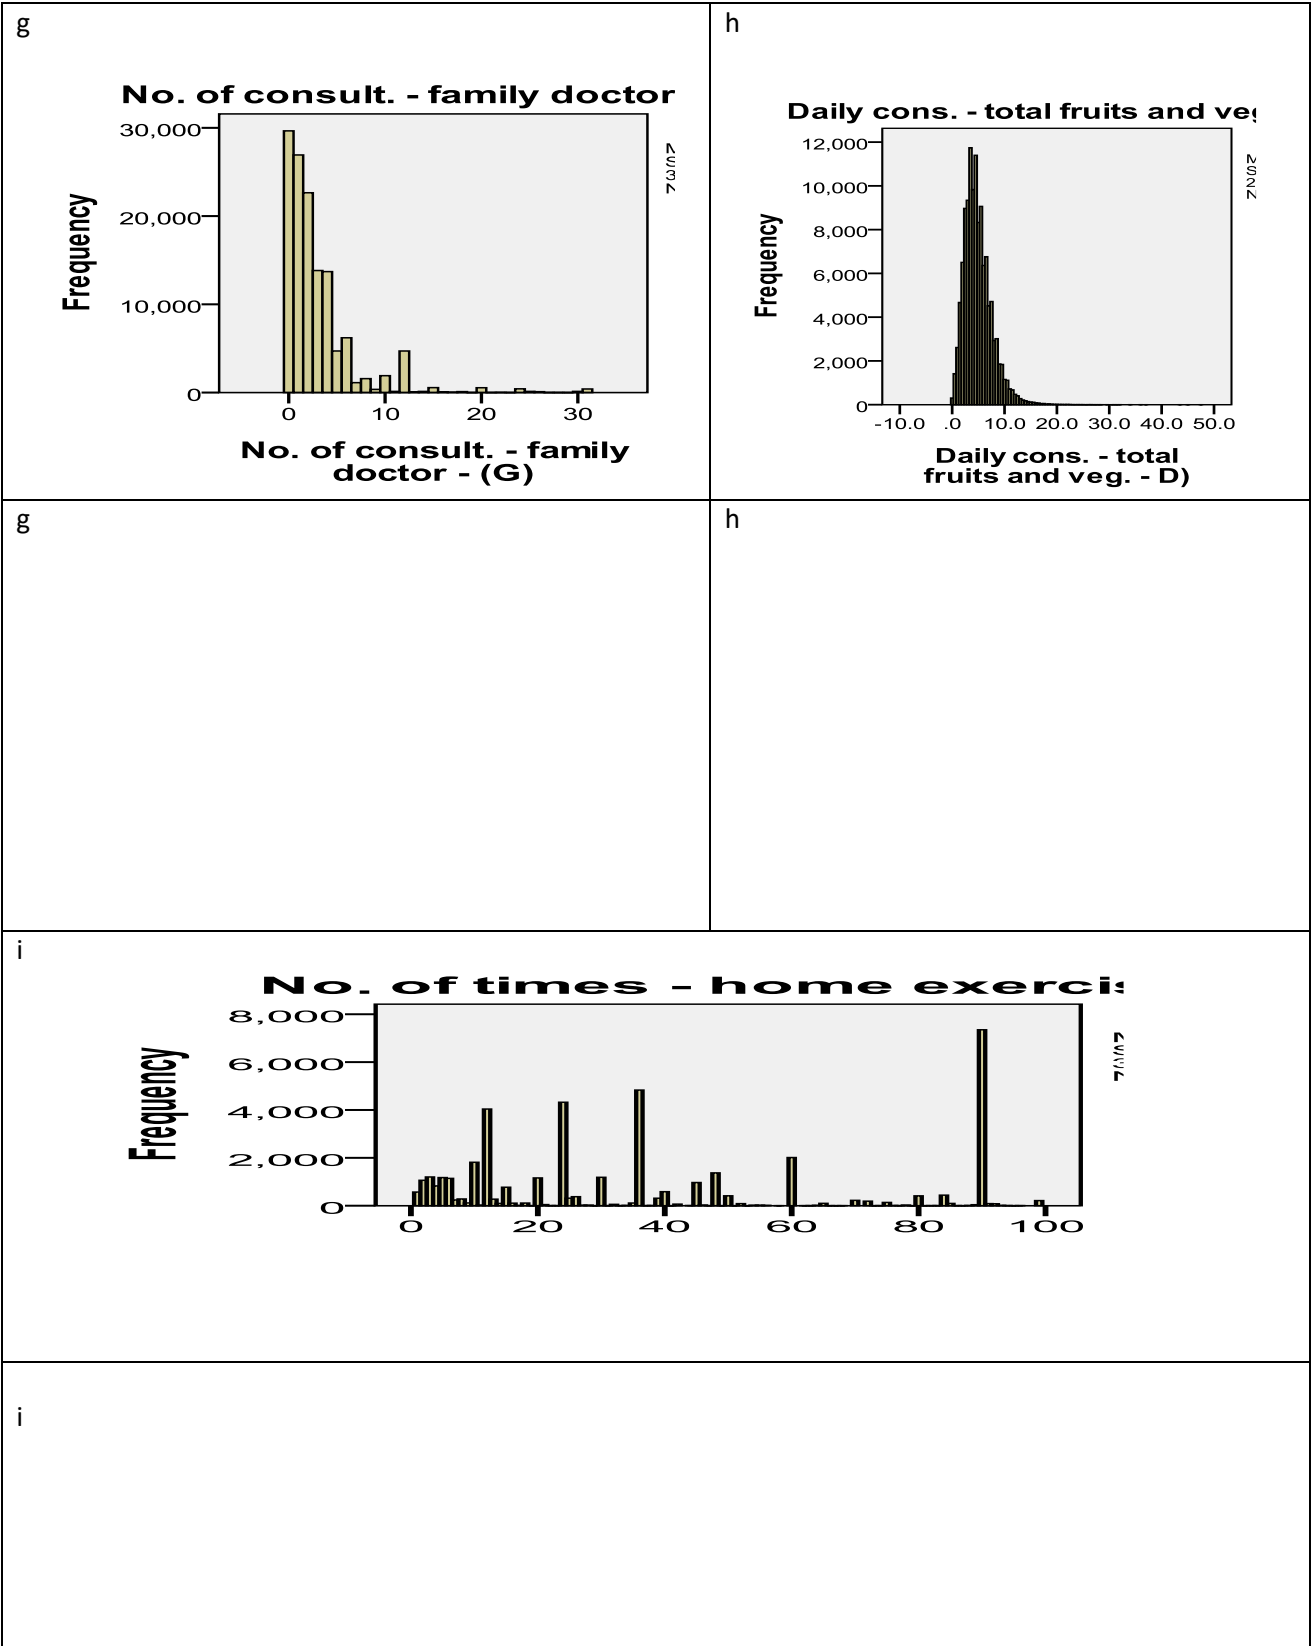 g
No. of consult. - family doctor
30,000
20,000
10,000
0
Frequency
0 10 20 30
No. of consult. - family
doctor - (G)
h
Daily cons. - total fruits and
12,000
10,000
8,000
6,000
4,000
2,000
0
Frequency
-10.0 .0 10.0 20.0 30.0 40.0 50.0
Daily cons. - total
fruits and veg. - D)
g
h
i
No. of times - home
8,000
6,000
4,000
2,000
0
Frequency
0 20 40 60 80 100
i